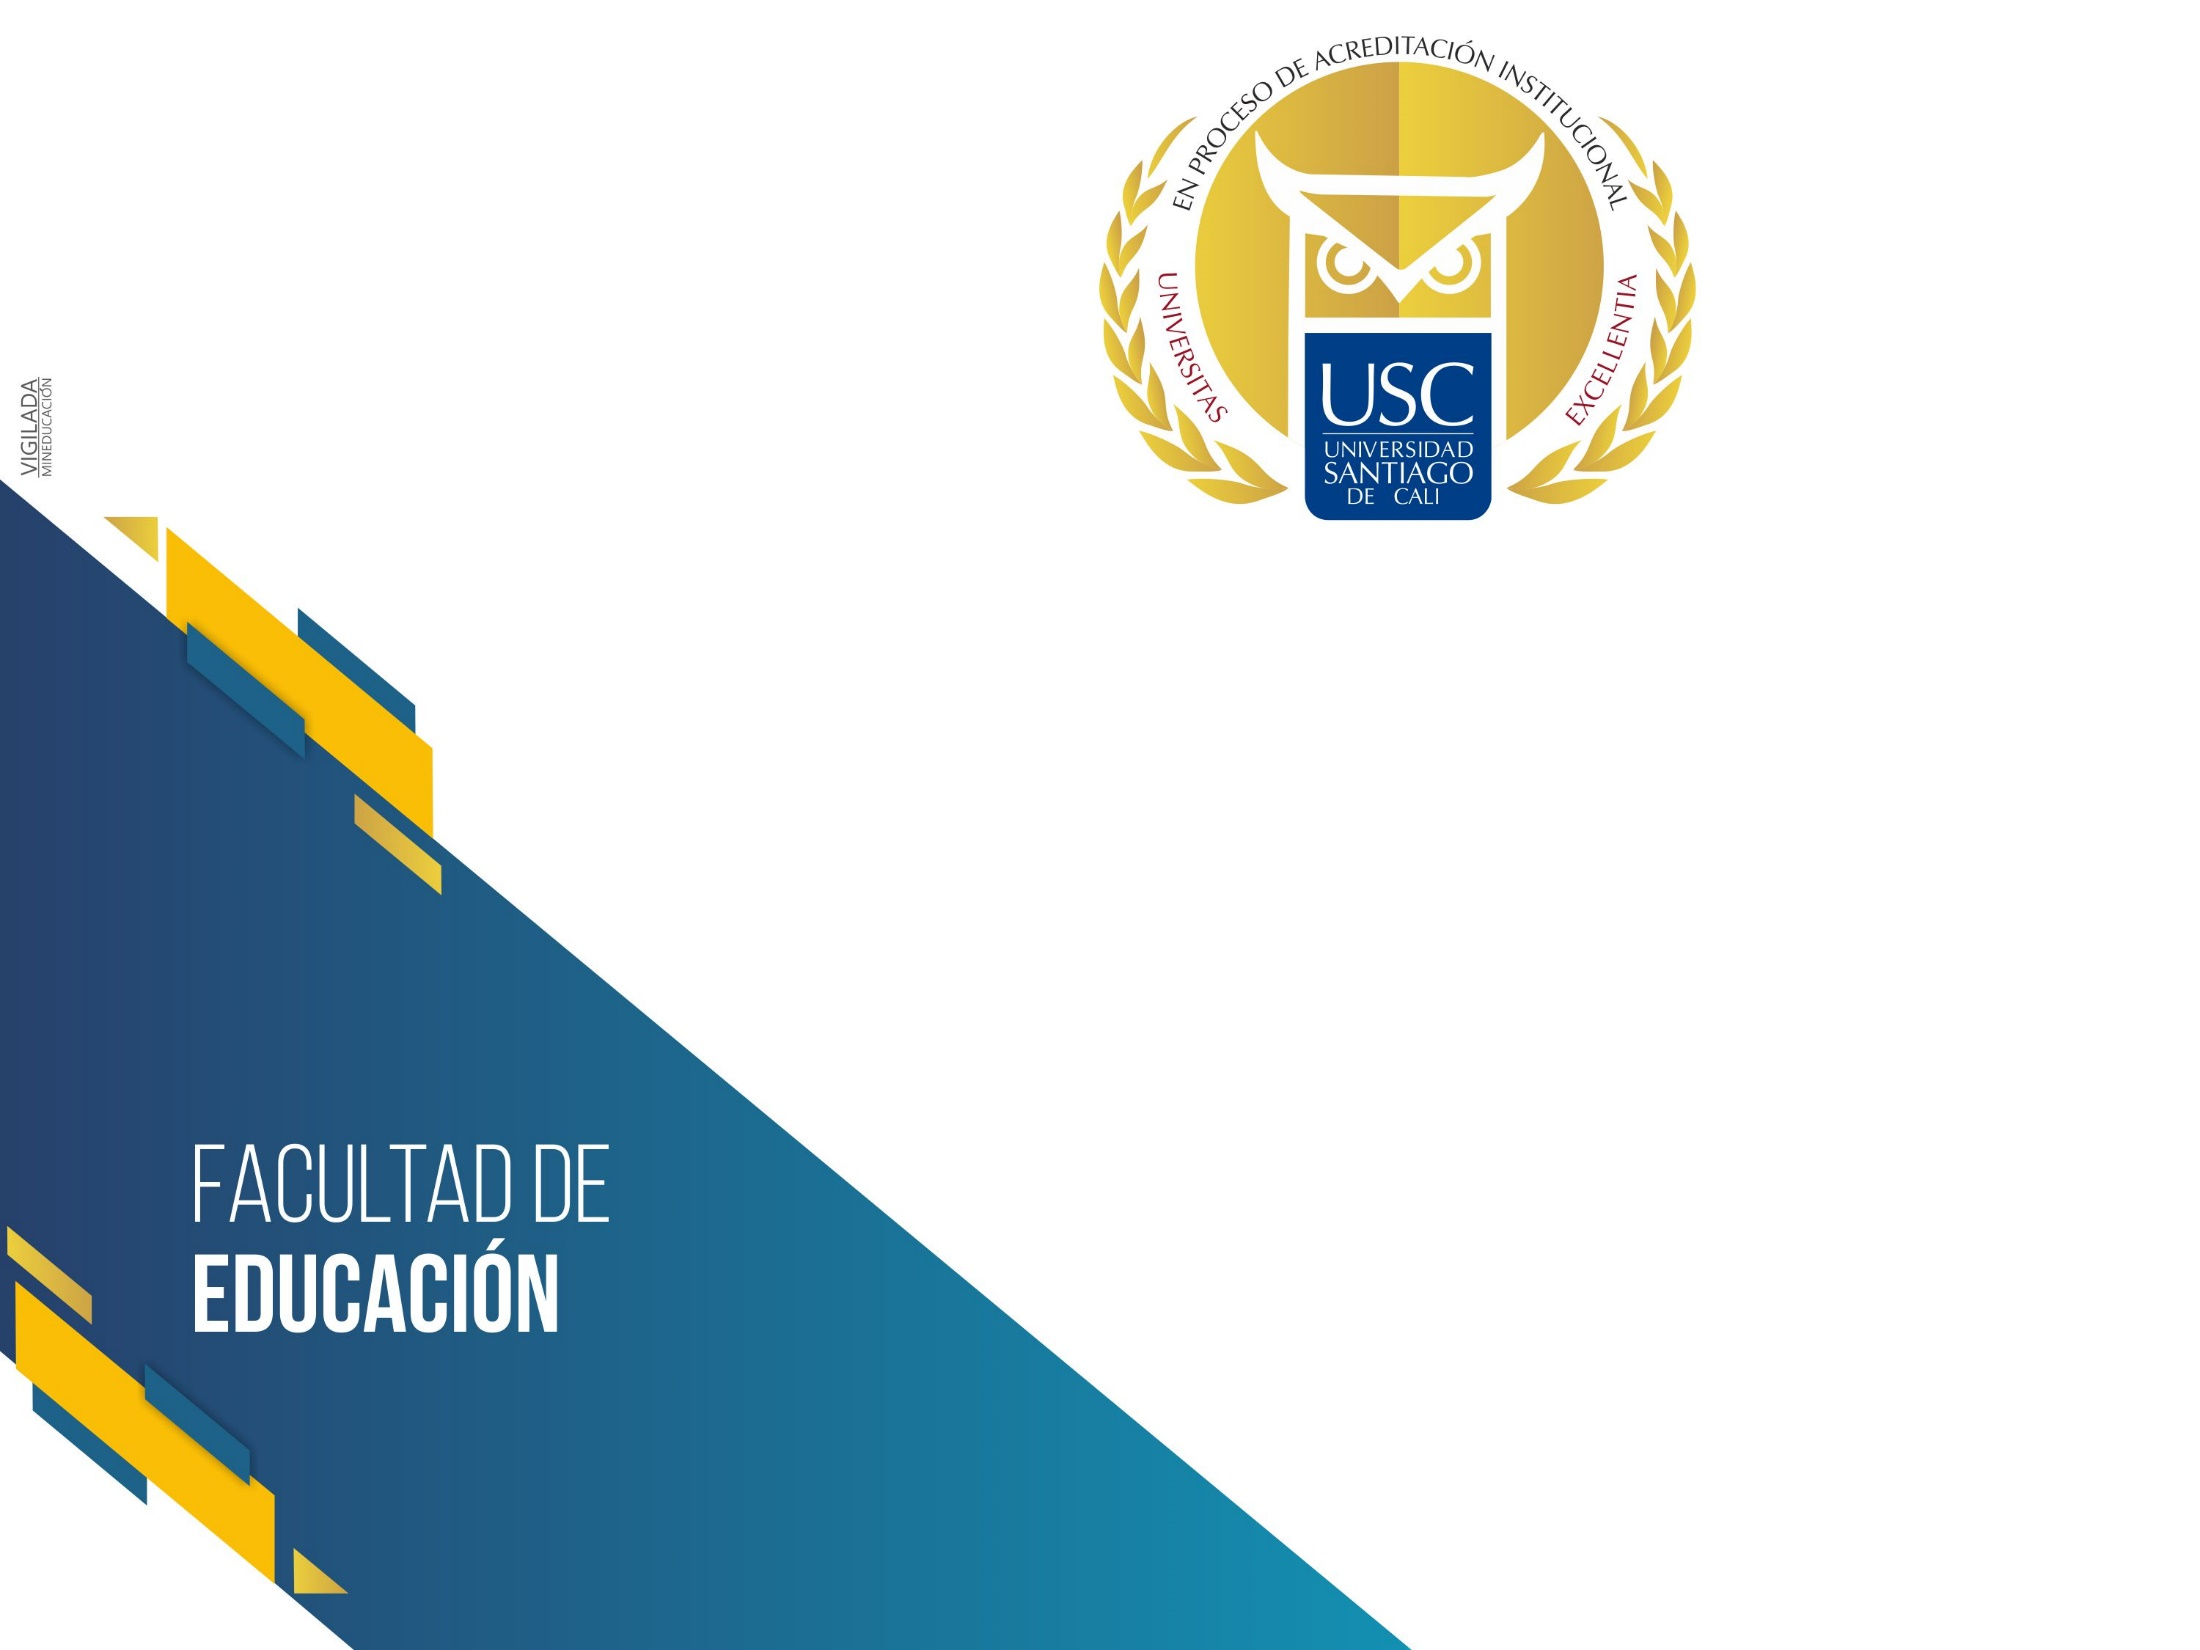 EN PROCESO DE ACREDITACIÓN INSTITUCIONAL
UNIVERSITAS
EXCELLENTIA
USC
UNIVERSIDAD
SANTIAGO
DE CALI
VIGILADA
MINEDUCACIÓN
FACULTAD DE
EDUCACIÓN